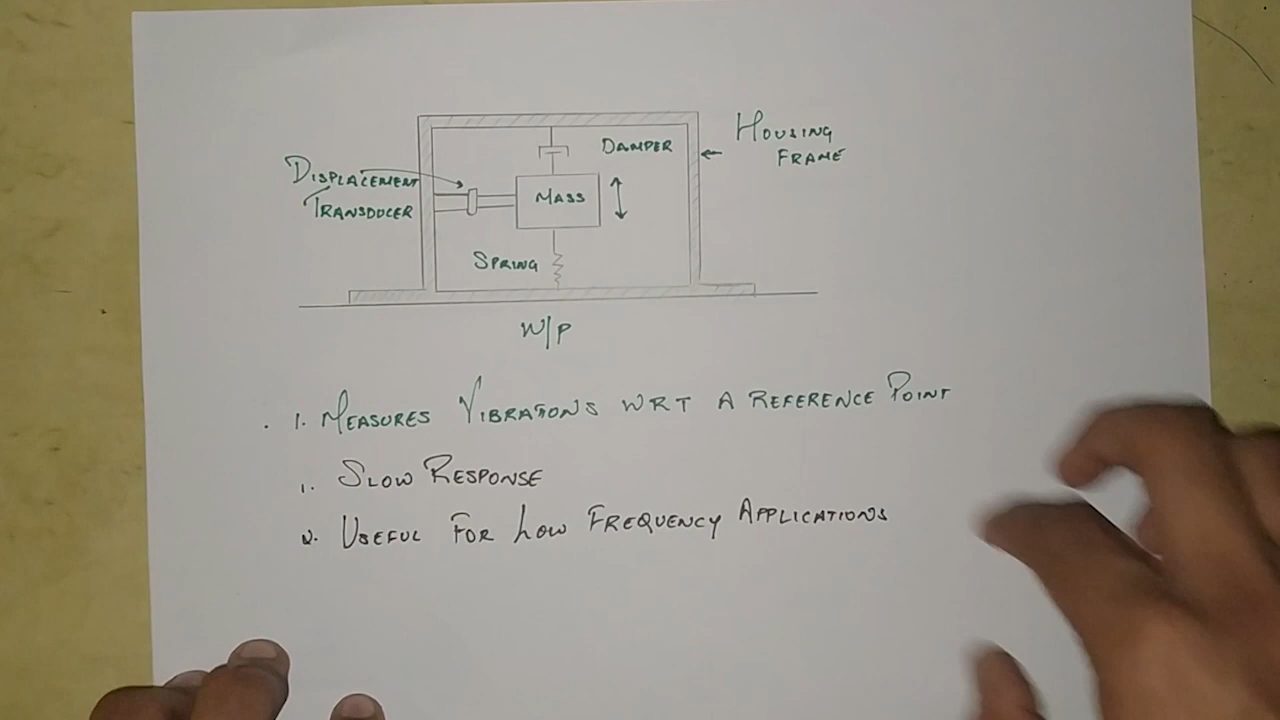 DAMPER
HOUSING
FRAME
DISPLACEMENT
TRANSDUCER
MASS
SPRING
W/P
1. MEASURES VIBRATIONS WRT A REFERENCE POINT
1. SLOW RESPONSE
2. USEFUL FOR LOW FREQUENCY APPLICATIONS